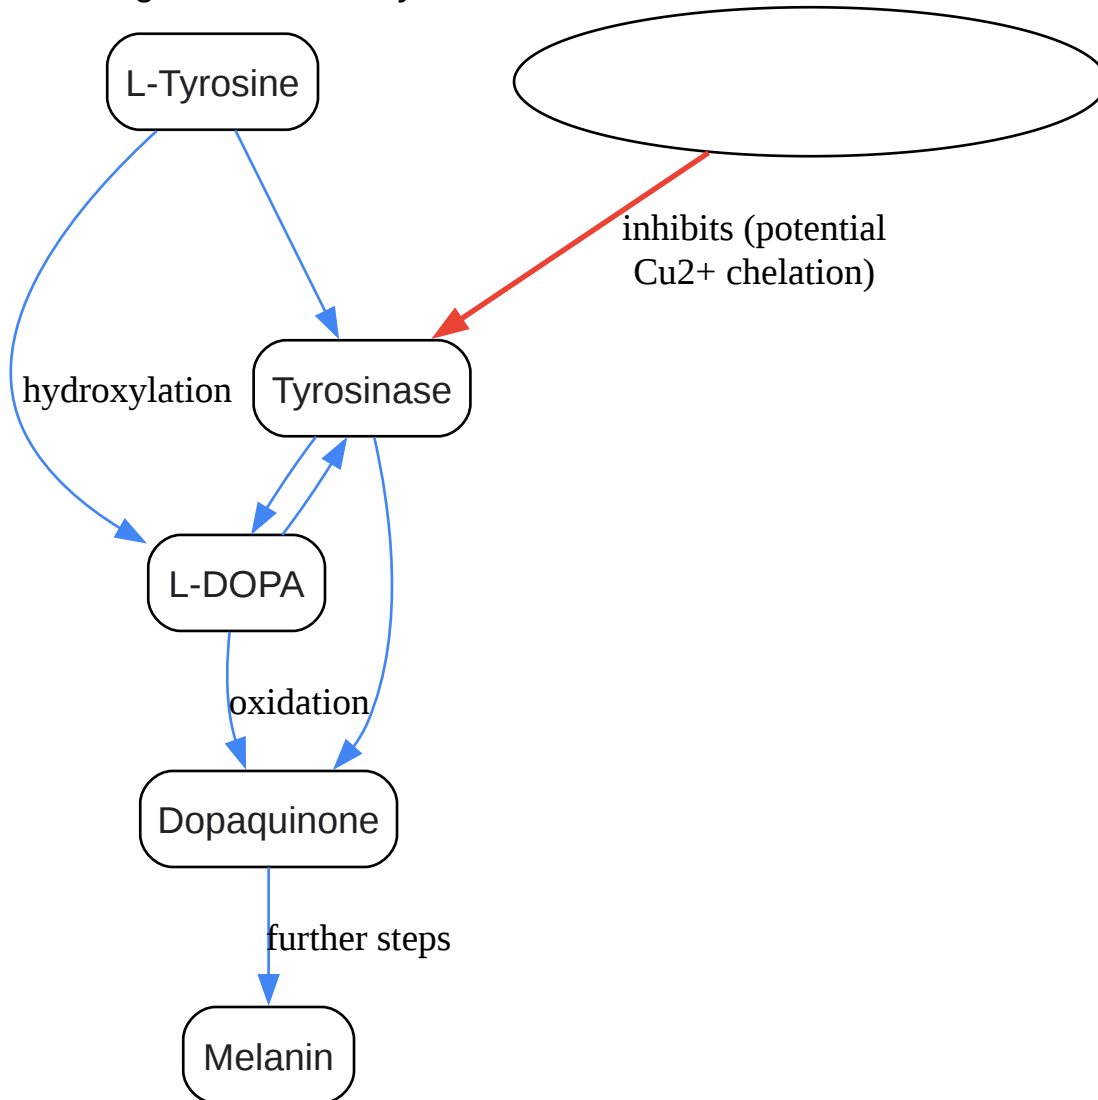 L-Tyrosine
inhibits (potential
Cu2+ chelation)
hydroxylation
Tyrosinase
L-DOPA
oxidation
Dopaquinone
further steps
Melanin